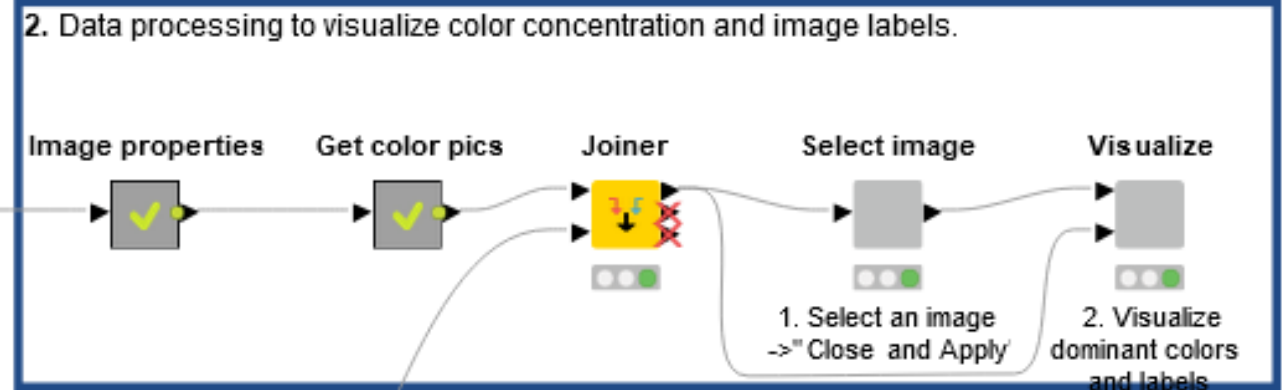 2. Data processing to visualize color concentration and image labels.
Image properties
Get color pics
Joiner
Select image
Visualize
1. Select an image
->"Close and Apply'
2. Visualize
dominant colors
and labels